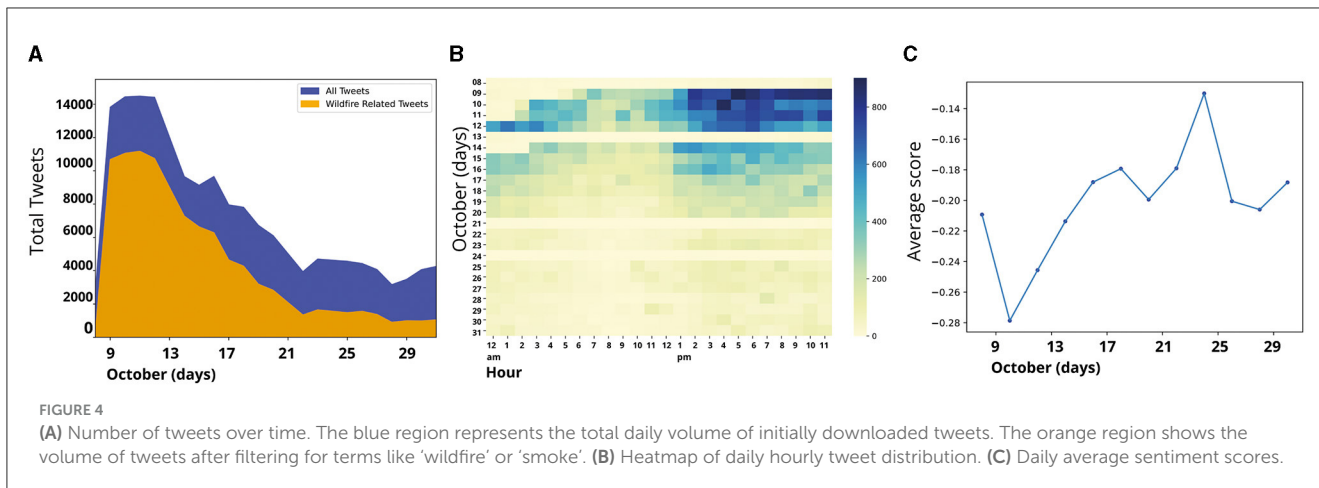 A
B
C
All Tweets
Wildfire Related Tweets
Total Tweets
14000
12000
10000
8000
6000
4000
2000
0
9 13 17 21 25 29
October (days)
October (days)
08
09
10
11
12
13
14
15
16
17
18
19
20
21
22
23
24
25
26
27
28
29
30
31
12 1 2 3 4 5 6 7 8 9 10 11 12 1 2 3 4 5 6 7 8 9 10 11
am pm
Hour
800
600
400
200
0
Average score
−0.14
−0.16
−0.18
−0.20
−0.22
−0.24
−0.26
−0.28
9 13 17 21 25 29
October (days)
FIGURE 4
(A) Number of tweets over time. The blue region represents the total daily volume of initially downloaded tweets. The orange region shows the
volume of tweets after filtering for terms like ‘wildfire’ or ‘smoke’. (B) Heatmap of daily hourly tweet distribution. (C) Daily average sentiment scores.